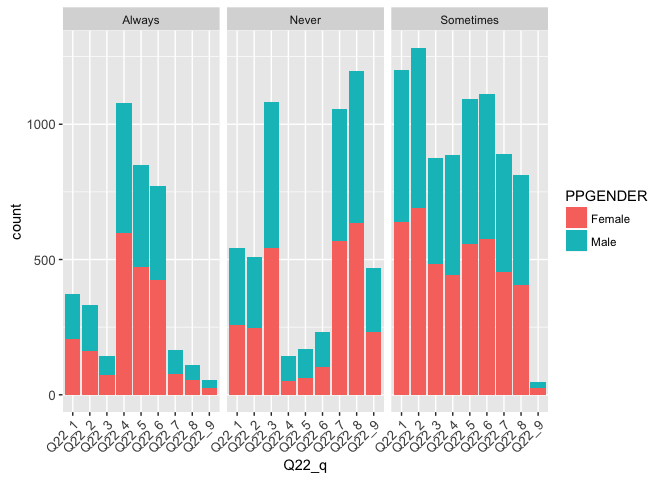 Always Never Sometimes
1000
500
0
count
Q22_1 Q22_2 Q22_3 Q22_4 Q22_5 Q22_6 Q22_7 Q22_8 Q22_9 Q22_1 Q22_2 Q22_3 Q22_4 Q22_5 Q22_6 Q22_7 Q22_8 Q22_9 Q22_1 Q22_2 Q22_3 Q22_4 Q22_5 Q22_6 Q22_7 Q22_8 Q22_9
Q22_q
PPGENDER
Female
Male